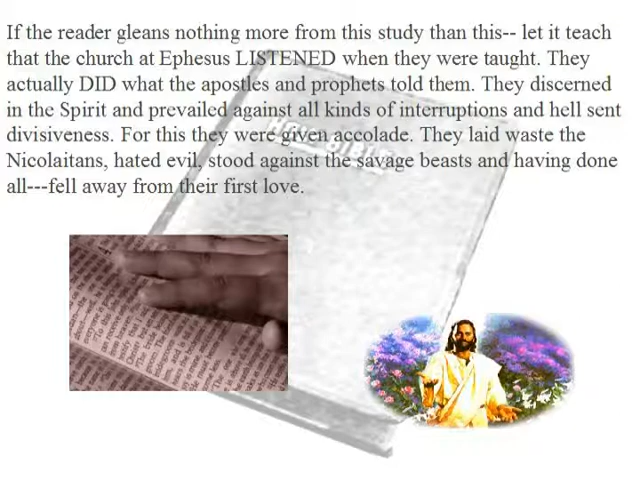 If the reader gleans nothing more from this study than this-- let it teach
that the church at Ephesus LISTENED when they were taught. They
actually DID what the apostles and prophets told them. They discerned
in the Spirit and prevailed against all kinds of interruptions and hell sent
divisiveness. For this they were given accolade. They laid waste the
Nicolaitans, hated evil, stood against the savage beasts and having done
all---fell away from their first love.
HOLY BIBLE